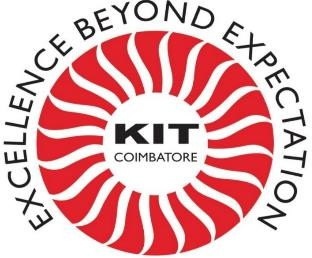 EXCELLENCE BEYOND EXPECTATION
KIT
COIMBATORE